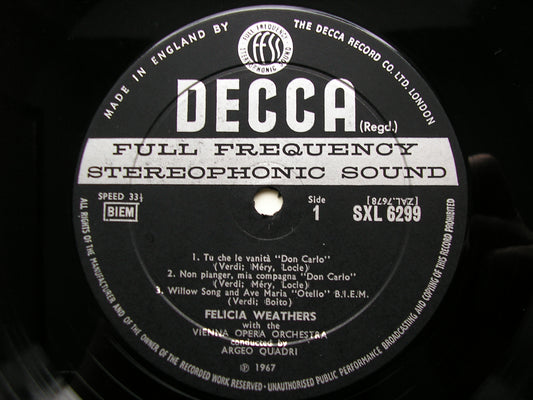 MADE IN ENGLAND BY THE DECCA RECORD CO. LTD. LONDON
FULL FREQUENCY
ffss
STEREOPHONIC SOUND
DECCA
(Regd.)
FULL FREQUENCY
STEREOPHONIC SOUND
SPEED 33⅓
BIEM
Side
1
[ZAL.7678]
SXL 6299
1. Tu che le vanità "Don Carlo"
(Verdi; Méry, Locle)
2. Non pianger, mia compagna "Don Carlo"
(Verdi; Méry, Locle)
3. Willow Song and Ave Maria "Otello" B.I.E.M.
(Verdi; Boito)
FELICIA WEATHERS
with the
VIENNA OPERA ORCHESTRA
conducted by
ARGEO QUADRI
℗ 1967
ALL RIGHTS OF THE MANUFACTURER AND OF THE OWNER OF THE RECORDED WORK RESERVED · UNAUTHORISED PUBLIC PERFORMANCE BROADCASTING AND COPYING OF THIS RECORD PROHIBITED